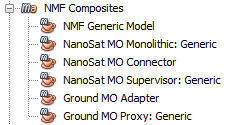 NMF Composites
NMF Generic Model
NanoSat MO Monolithic: Generic
NanoSat MO Connector
NanoSat MO Supervisor: Generic
Ground MO Adapter
Ground MO Proxy: Generic